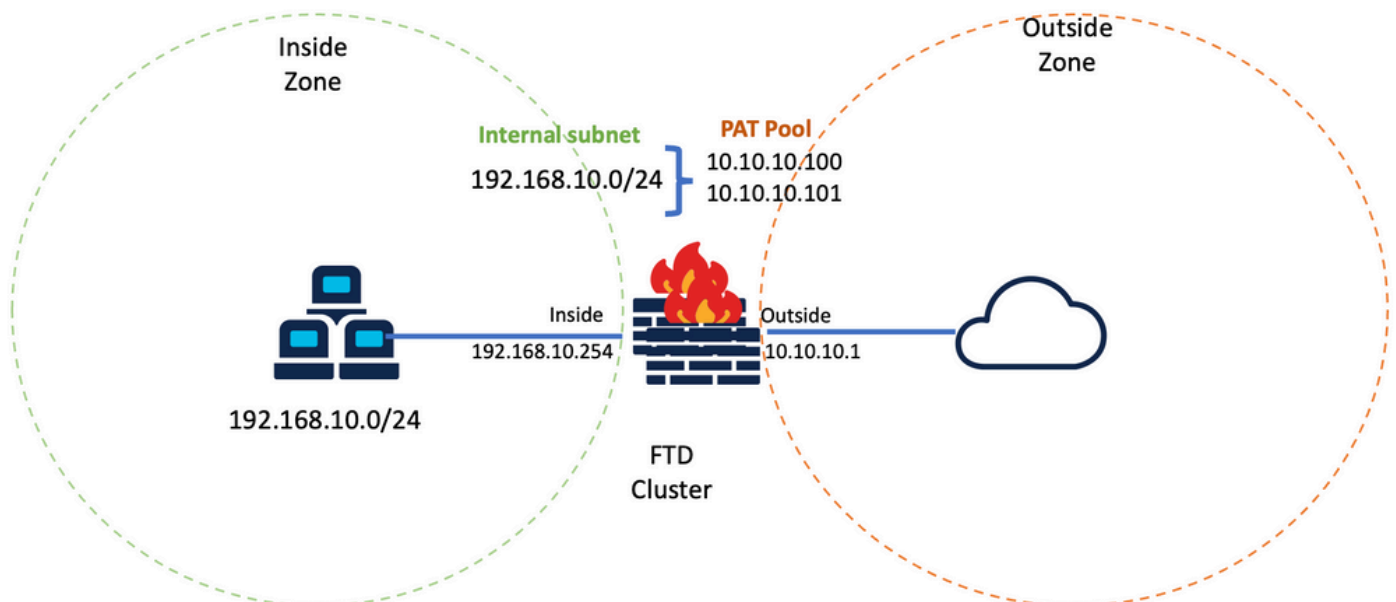 Inside
Zone
Outside
Zone
Internal subnet
192.168.10.0/24
PAT Pool
10.10.10.100
10.10.10.101
Inside
192.168.10.254
Outside
10.10.10.1
192.168.10.0/24
FTD
Cluster